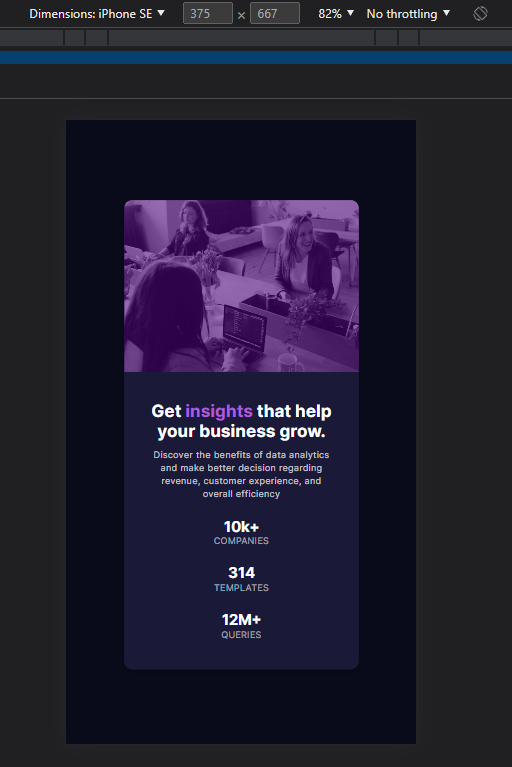 Dimensions: iPhone SE ▼ 375 × 667 82% ▼ No throttling ▼
Get insights that help
your business grow.
Discover the benefits of data analytics
and make better decision regarding
revenue, customer experience, and
overall efficiency
10k+
COMPANIES
314
TEMPLATES
12M+
QUERIES